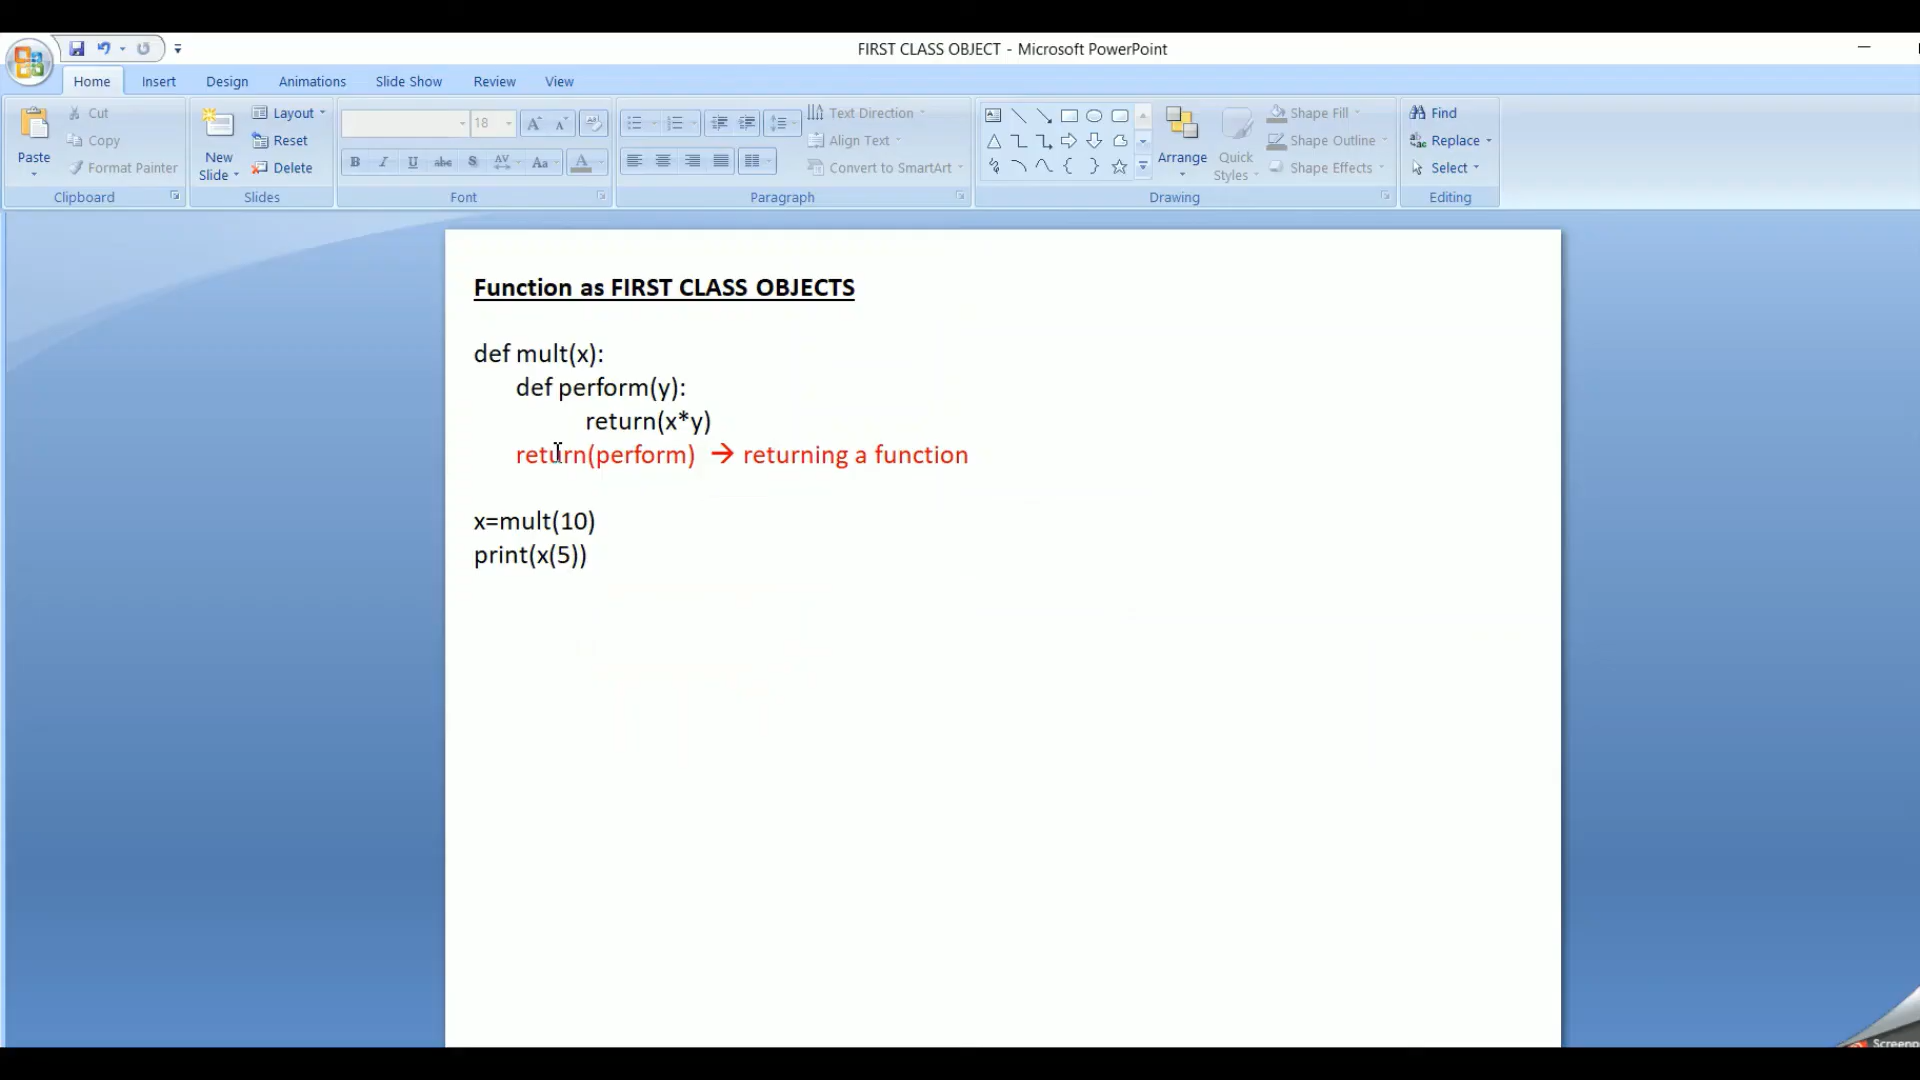 FIRST CLASS OBJECT - Microsoft PowerPoint
Home Insert Design Animations Slide Show Review View
Paste
Cut
Copy
Format Painter
Clipboard
New
Slide
Layout
Reset
Delete
Slides
18
B I U abc S AV Aa A
Font
Text Direction
Align Text
Convert to SmartArt
Paragraph
Arrange
Quick
Styles
Shape Fill
Shape Outline
Shape Effects
Drawing
Find
Replace
Select
Editing
Function as FIRST CLASS OBJECTS
def mult(x):
def perform(y):
return(x*y)
return(perform) → returning a function
x=mult(10)
print(x(5))